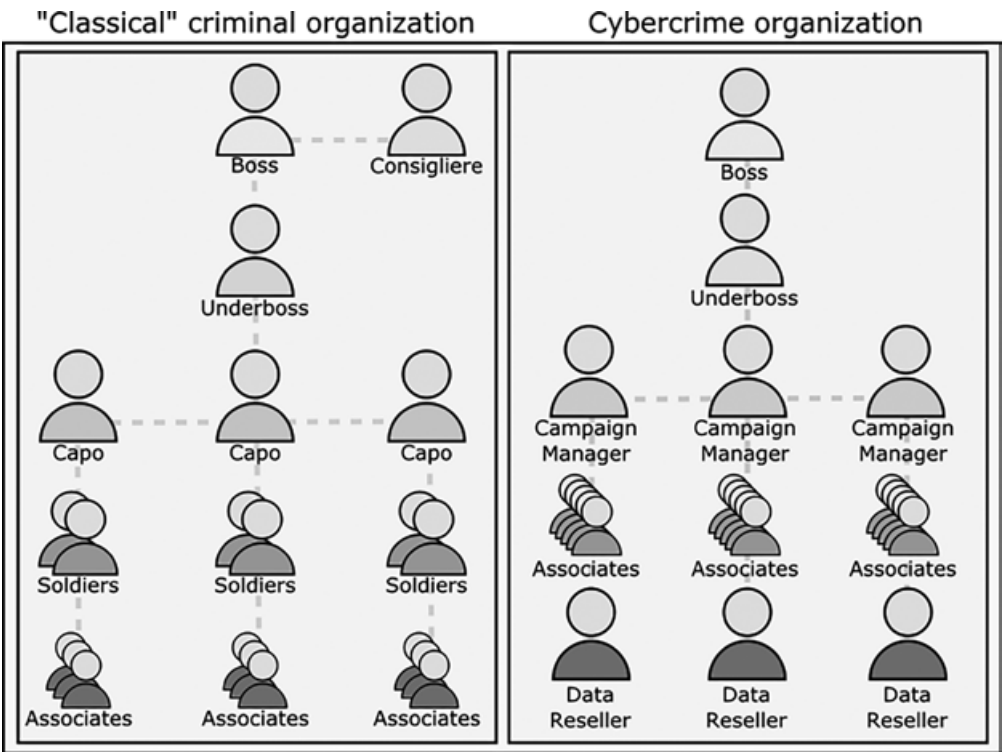 "Classical" criminal organization
Boss
Consigliere
Underboss
Capo
Capo
Capo
Soldiers
Soldiers
Soldiers
Associates
Associates
Associates
Cybercrime organization
Boss
Underboss
Campaign
Manager
Campaign
Manager
Campaign
Manager
Associates
Associates
Associates
Data
Reseller
Data
Reseller
Data
Reseller